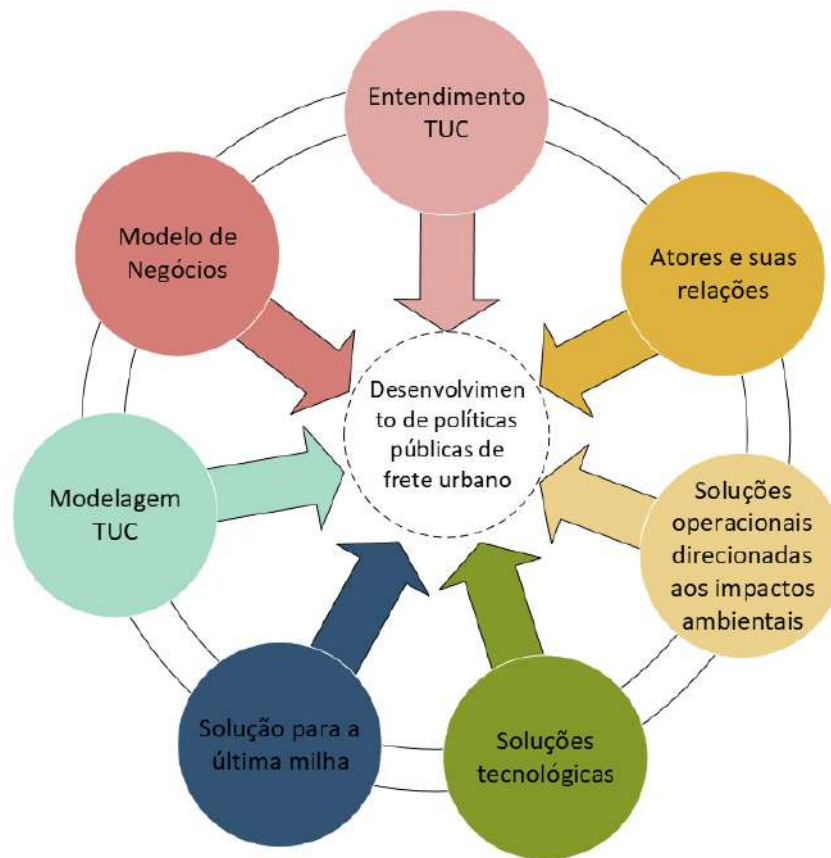 Entendimento
TUC
Modelo de
Negócios
Atores e suas
relações
Desenvolvimen
to de políticas
públicas de
frete urbano
Modelagem
TUC
Soluções
operacionais
direcionadas
aos impactos
ambientais
Solução para a
última milha
Soluções
tecnológicas